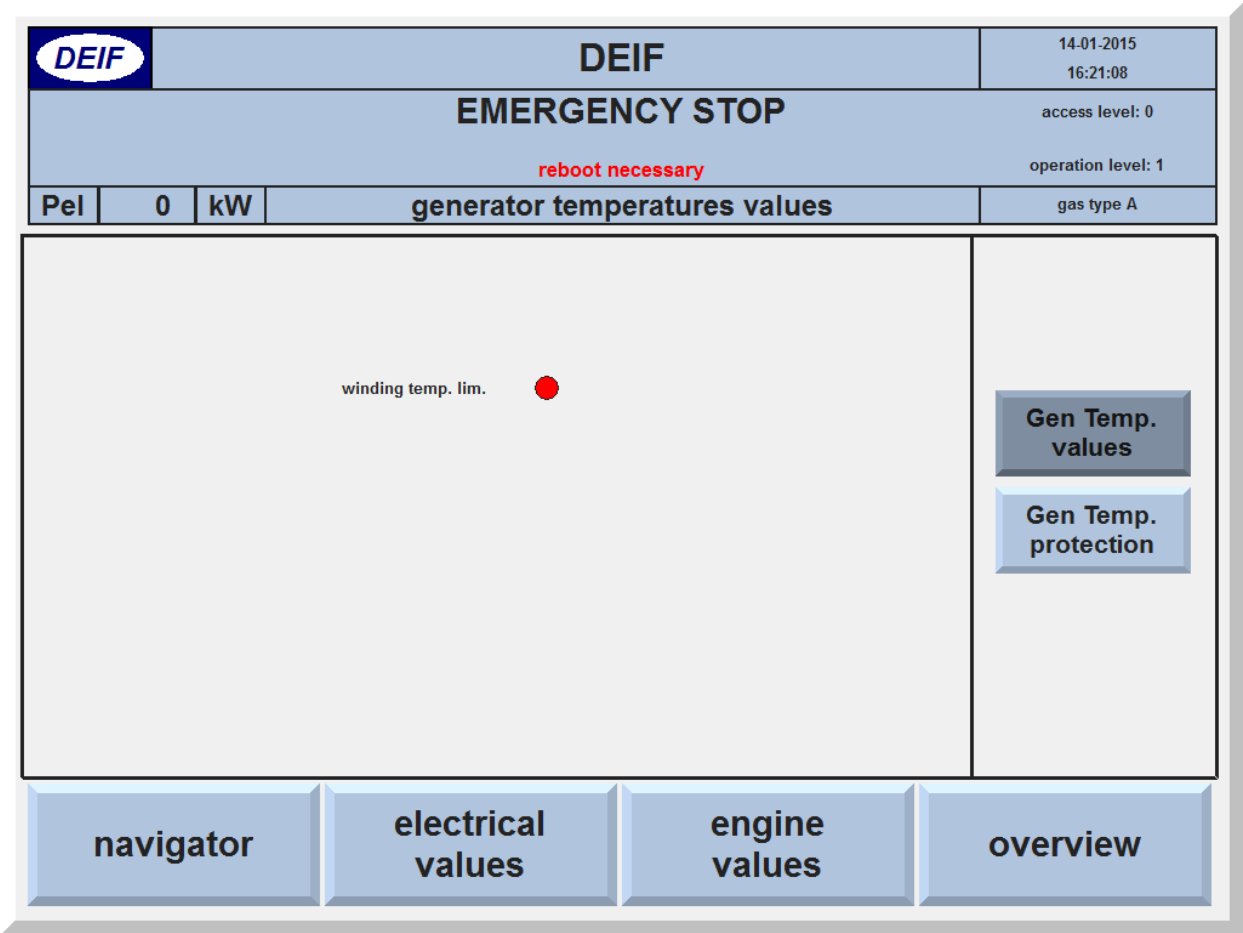 DEIF
DEIF
14-01-2015
16:21:08
EMERGENCY STOP
access level: 0
reboot necessary
operation level: 1
Pel 0 kW
generator temperatures values
gas type A
winding temp. lim.
Gen Temp.
values
Gen Temp.
protection
navigator
electrical
values
engine
values
overview